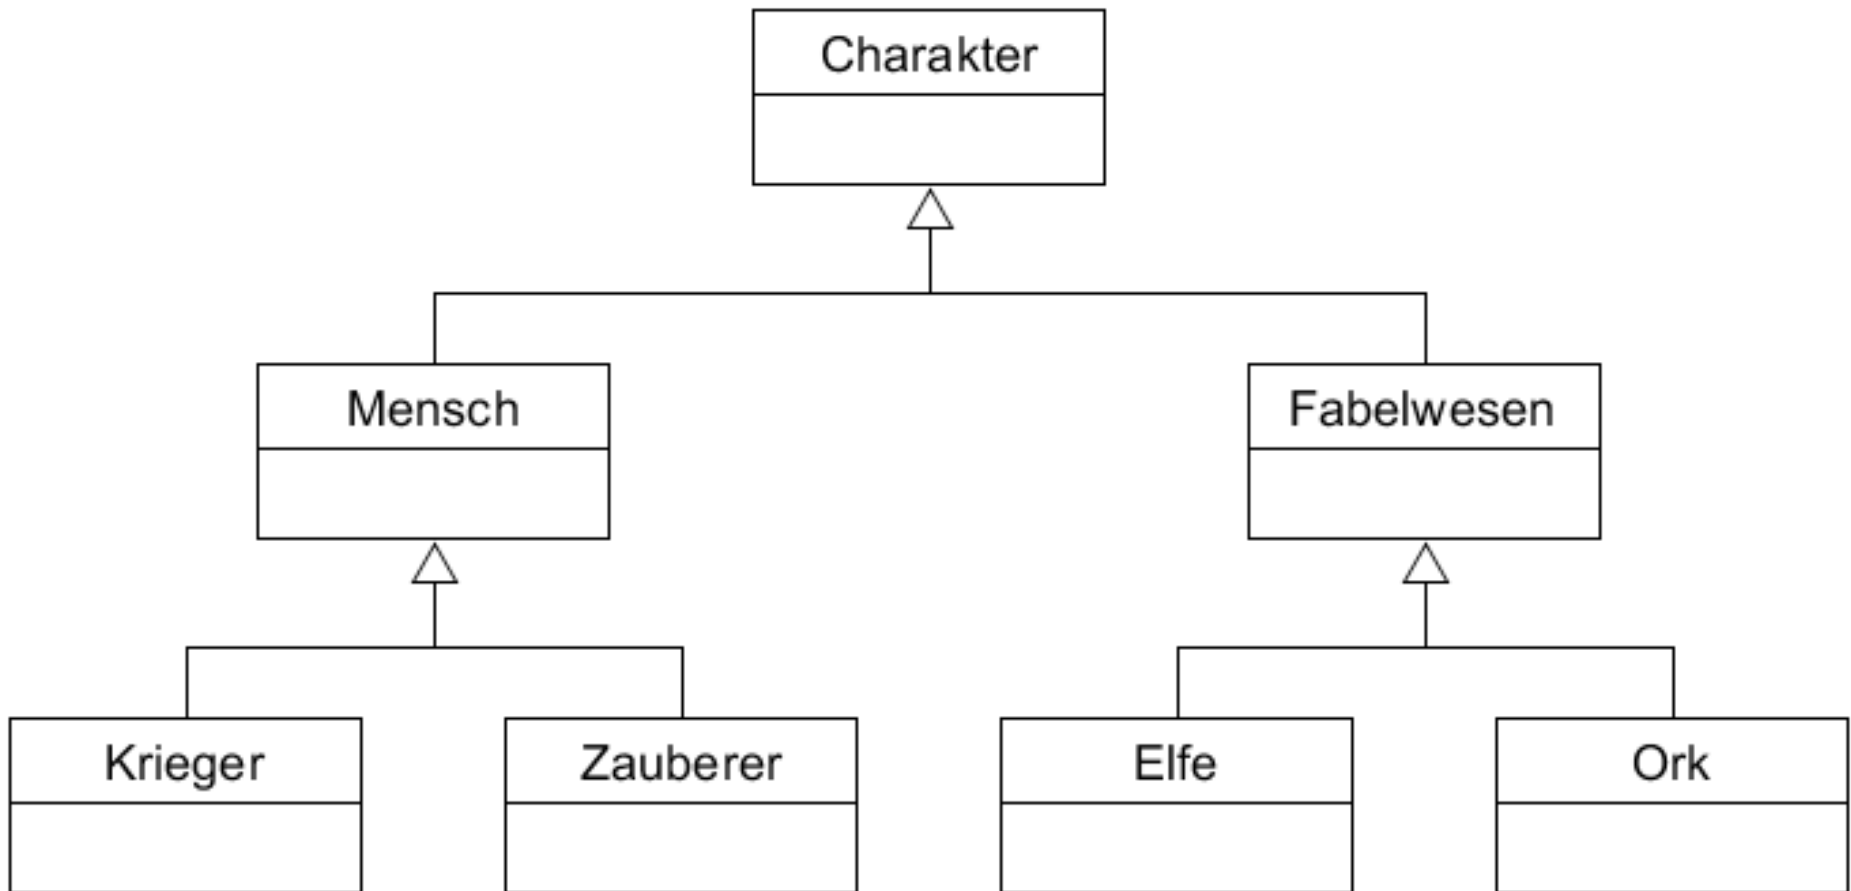 Charakter
Mensch
Fabelwesen
Krieger
Zauberer
Elfe
Ork